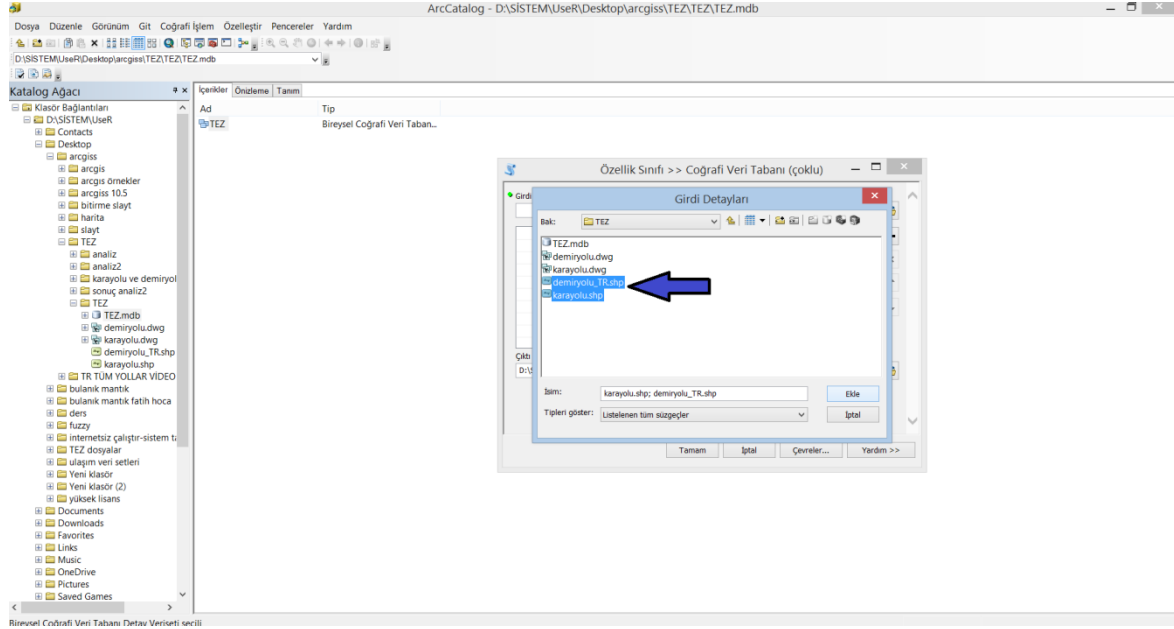 ArcCatalog - D:\SİSTEM\UseR\Desktop\arcgiss\TEZ\TEZ\TEZ.mdb
Dosya Düzenle Görünüm Git Coğrafi İşlem Özelleştir Pencereler Yardım
D:\SİSTEM\UseR\Desktop\arcgiss\TEZ\TEZ\TEZ.mdb
Katalog Ağacı
İçerikler Önizleme Tanım
Klasör Bağlantıları
Ad Tip
D:\SİSTEM\UseR
TEZ Bireysel Coğrafi Veri Taban...
Contacts
Desktop
arcgiss
arcgis
arcgıs örnekler
arcgiss 10.5
bitirme slayt
harita
slayt
TEZ
analiz
analiz2
karayolu ve demiryol
sonuç analiz2
TEZ
TEZ.mdb
demiryolu.dwg
karayolu.dwg
demiryolu_TR.shp
karayolu.shp
TR TÜM YOLLAR VİDEO
bulanık mantık
bulanık mantık fatih hoca
ders
fuzzy
internetsiz çalıştır-sistem ta
TEZ dosyalar
ulaşım veri setleri
Yeni klasör
Yeni klasör (2)
yüksek lisans
Documents
Downloads
Favorites
Links
Music
OneDrive
Pictures
Saved Games
Özellik Sınıfı >> Coğrafi Veri Tabanı (çoklu)
Girdi
Girdi Detayları
Bak: TEZ
TEZ.mdb
demiryolu.dwg
karayolu.dwg
demiryolu_TR.shp
karayolu.shp
Çıktı
D:\S
İsim: karayolu.shp; demiryolu_TR.shp Ekle
Tipleri göster: Listelenen tüm süzgeçler İptal
Tamam İptal Çevreler... Yardım >>
Bireysel Coğrafi Veri Tabanı Detay Veriseti seçili